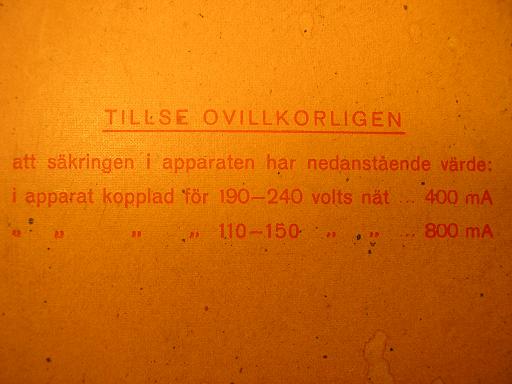 TILLSE OVILLKORLIGEN
att säkringen i apparaten har nedanstående värde:
i apparat kopplad för 190–240 volts nät ... 400 mA
„ „ „ „ 110–150 „ „ ... 800 mA